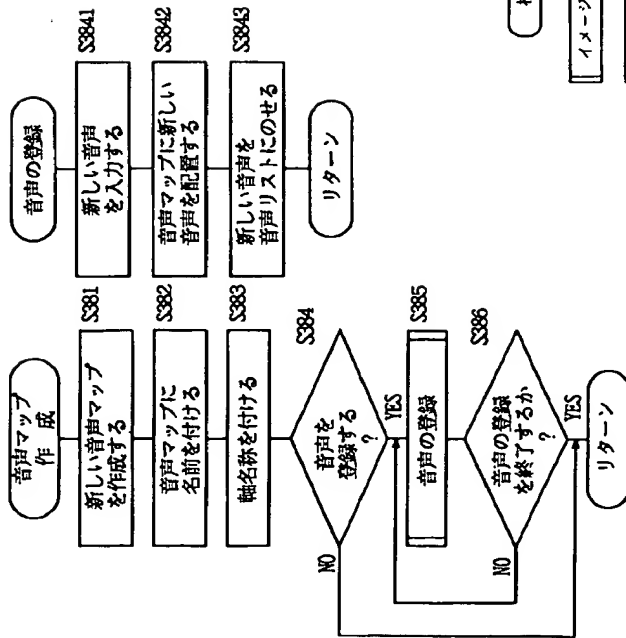 音声マップ
作　成
新しい音声マップ
を作成する
S381
音声マップに
名前を付ける
S382
軸名称を付ける
S383
音声を
登録する
?
S384
YES
NO
音声の登録
S385
音声の登録
を終了するか
?
S386
YES
NO
リターン
音声の登録
新しい音声
を入力する
S3841
音声マップに新しい
音声を配置する
S3842
新しい音声を
音声リストにのせる
S3843
リターン
イメージ